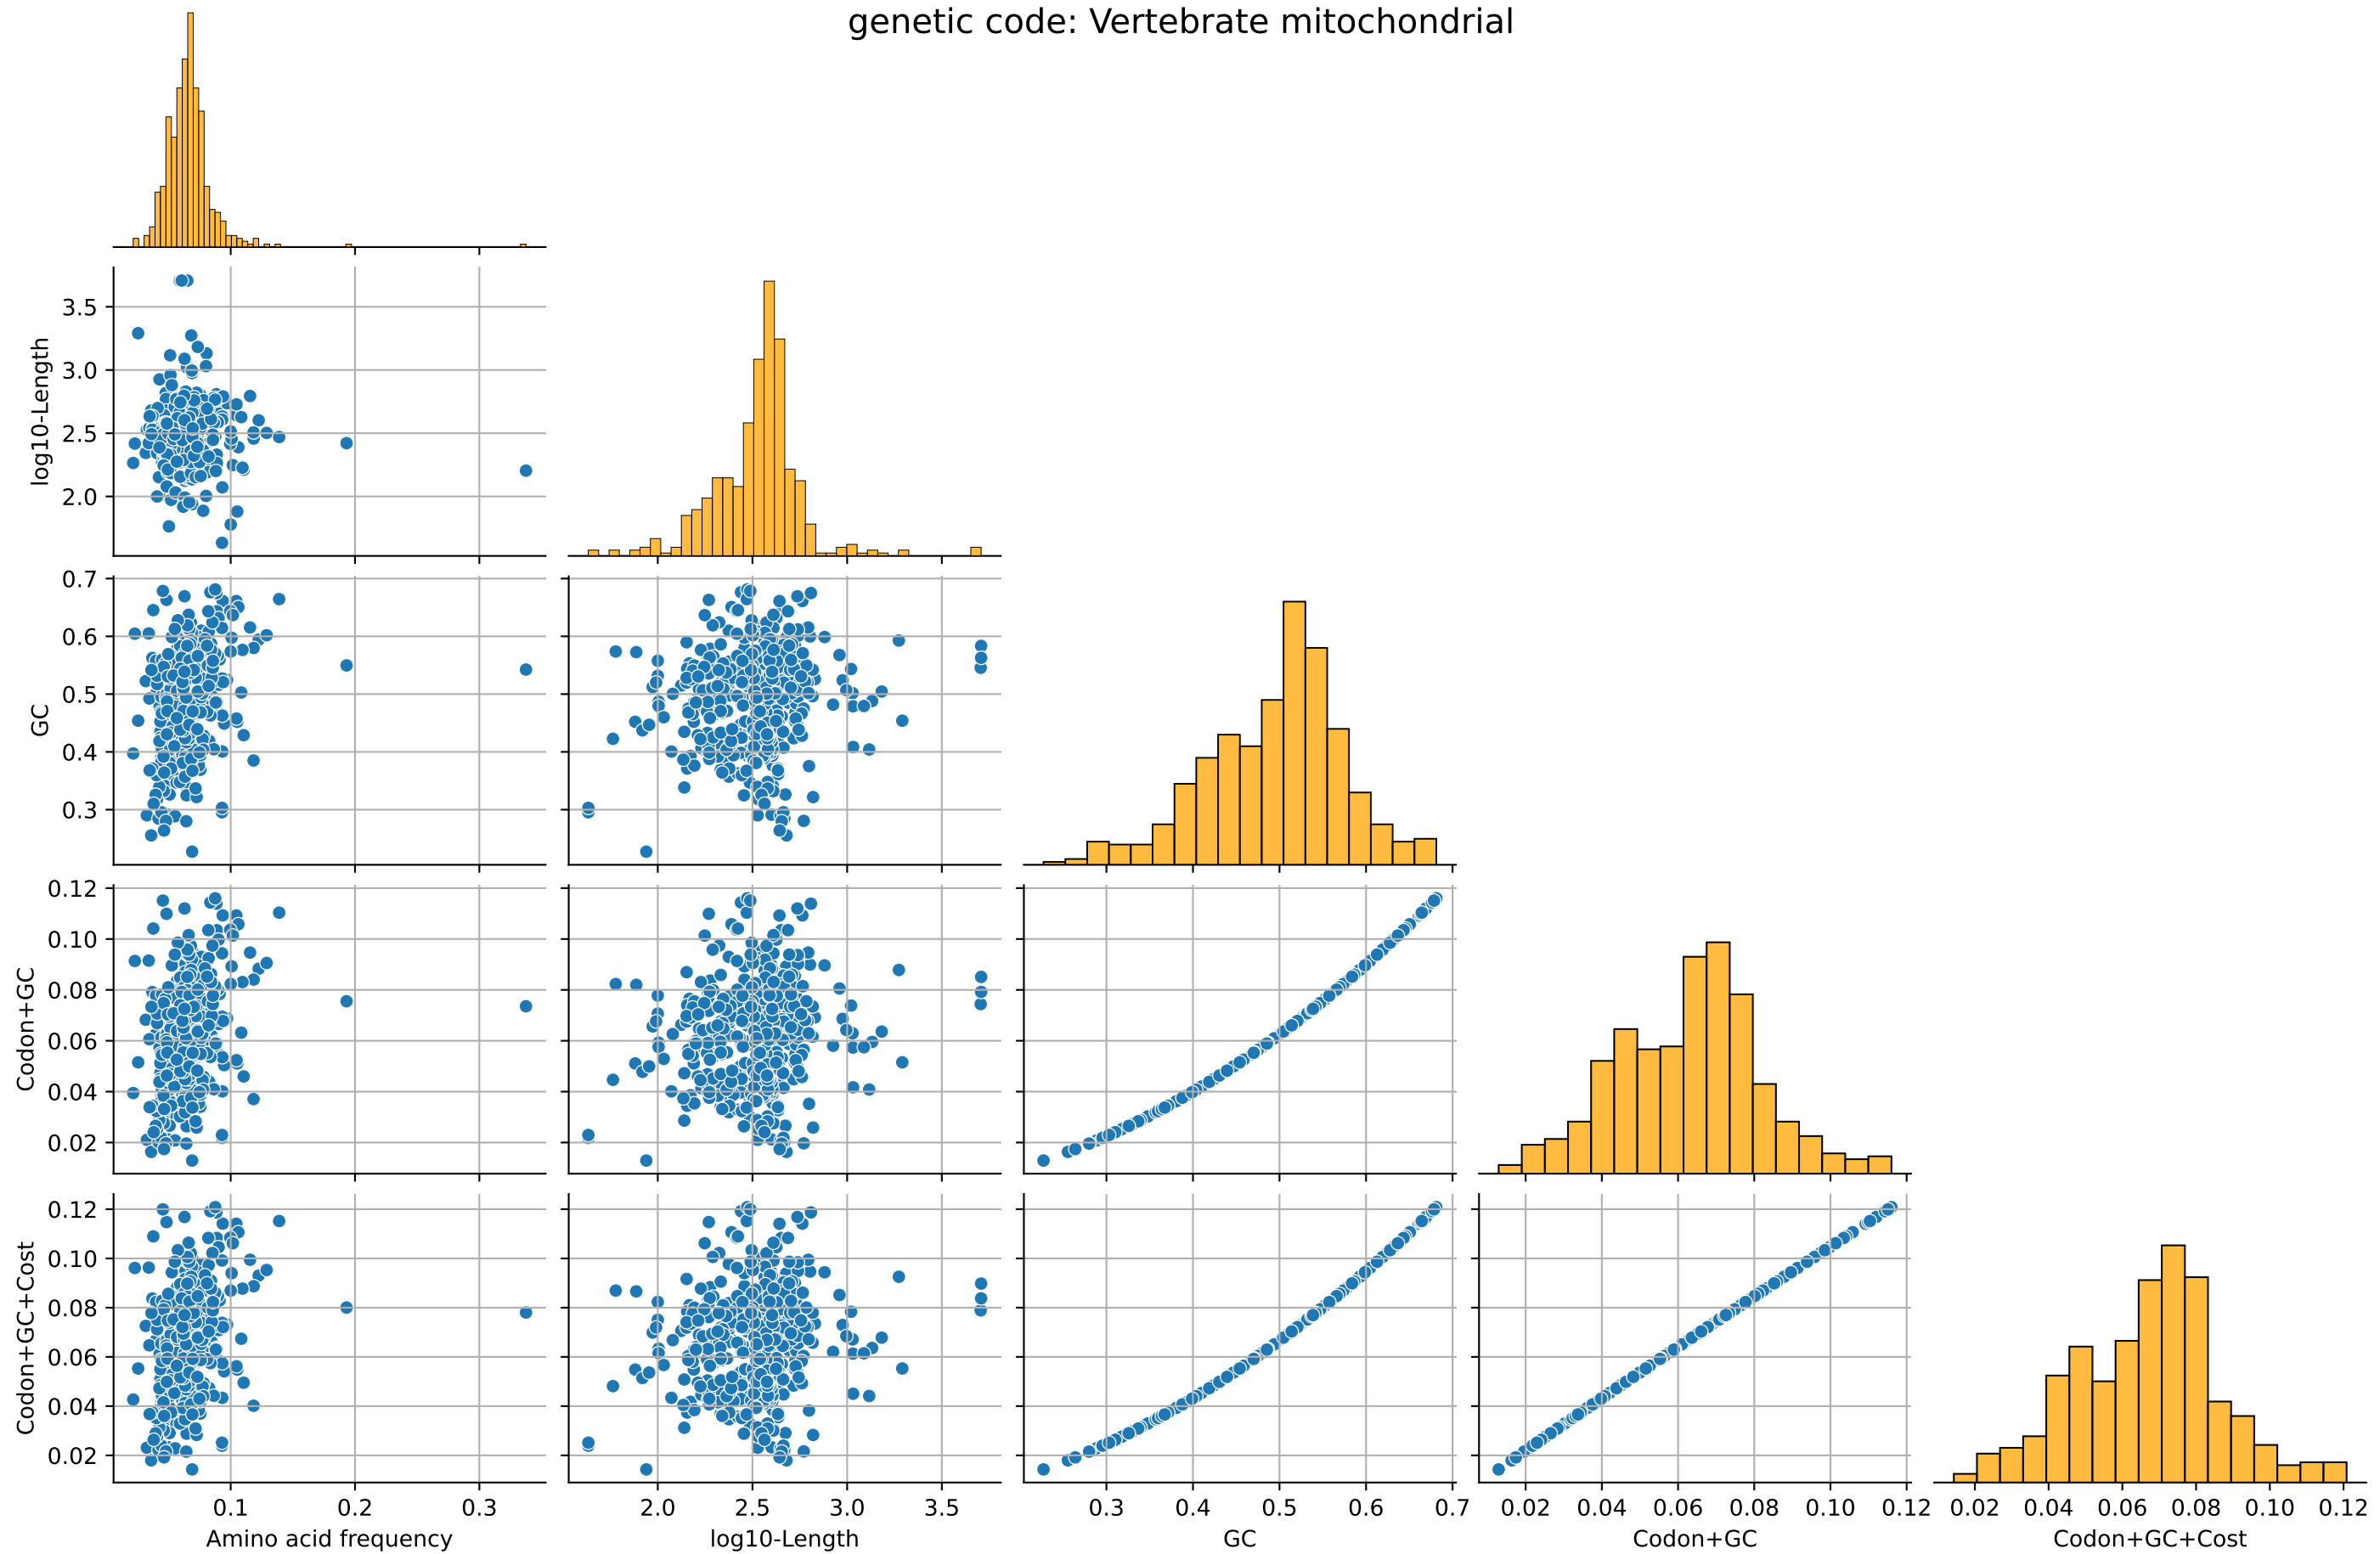 genetic code: Vertebrate mitochondrial
3.5
3.0
2.5
2.0
log10-Length
0.7
0.6
0.5
0.4
0.3
GC
0.12
0.10
0.08
0.06
0.04
0.02
Codon+GC
0.12
0.10
0.08
0.06
0.04
0.02
Codon+GC+Cost
0.1 0.2 0.3
2.0 2.5 3.0 3.5
0.3 0.4 0.5 0.6 0.7
0.02 0.04 0.06 0.08 0.10 0.12
0.02 0.04 0.06 0.08 0.10 0.12
Amino acid frequency
log10-Length
GC
Codon+GC
Codon+GC+Cost